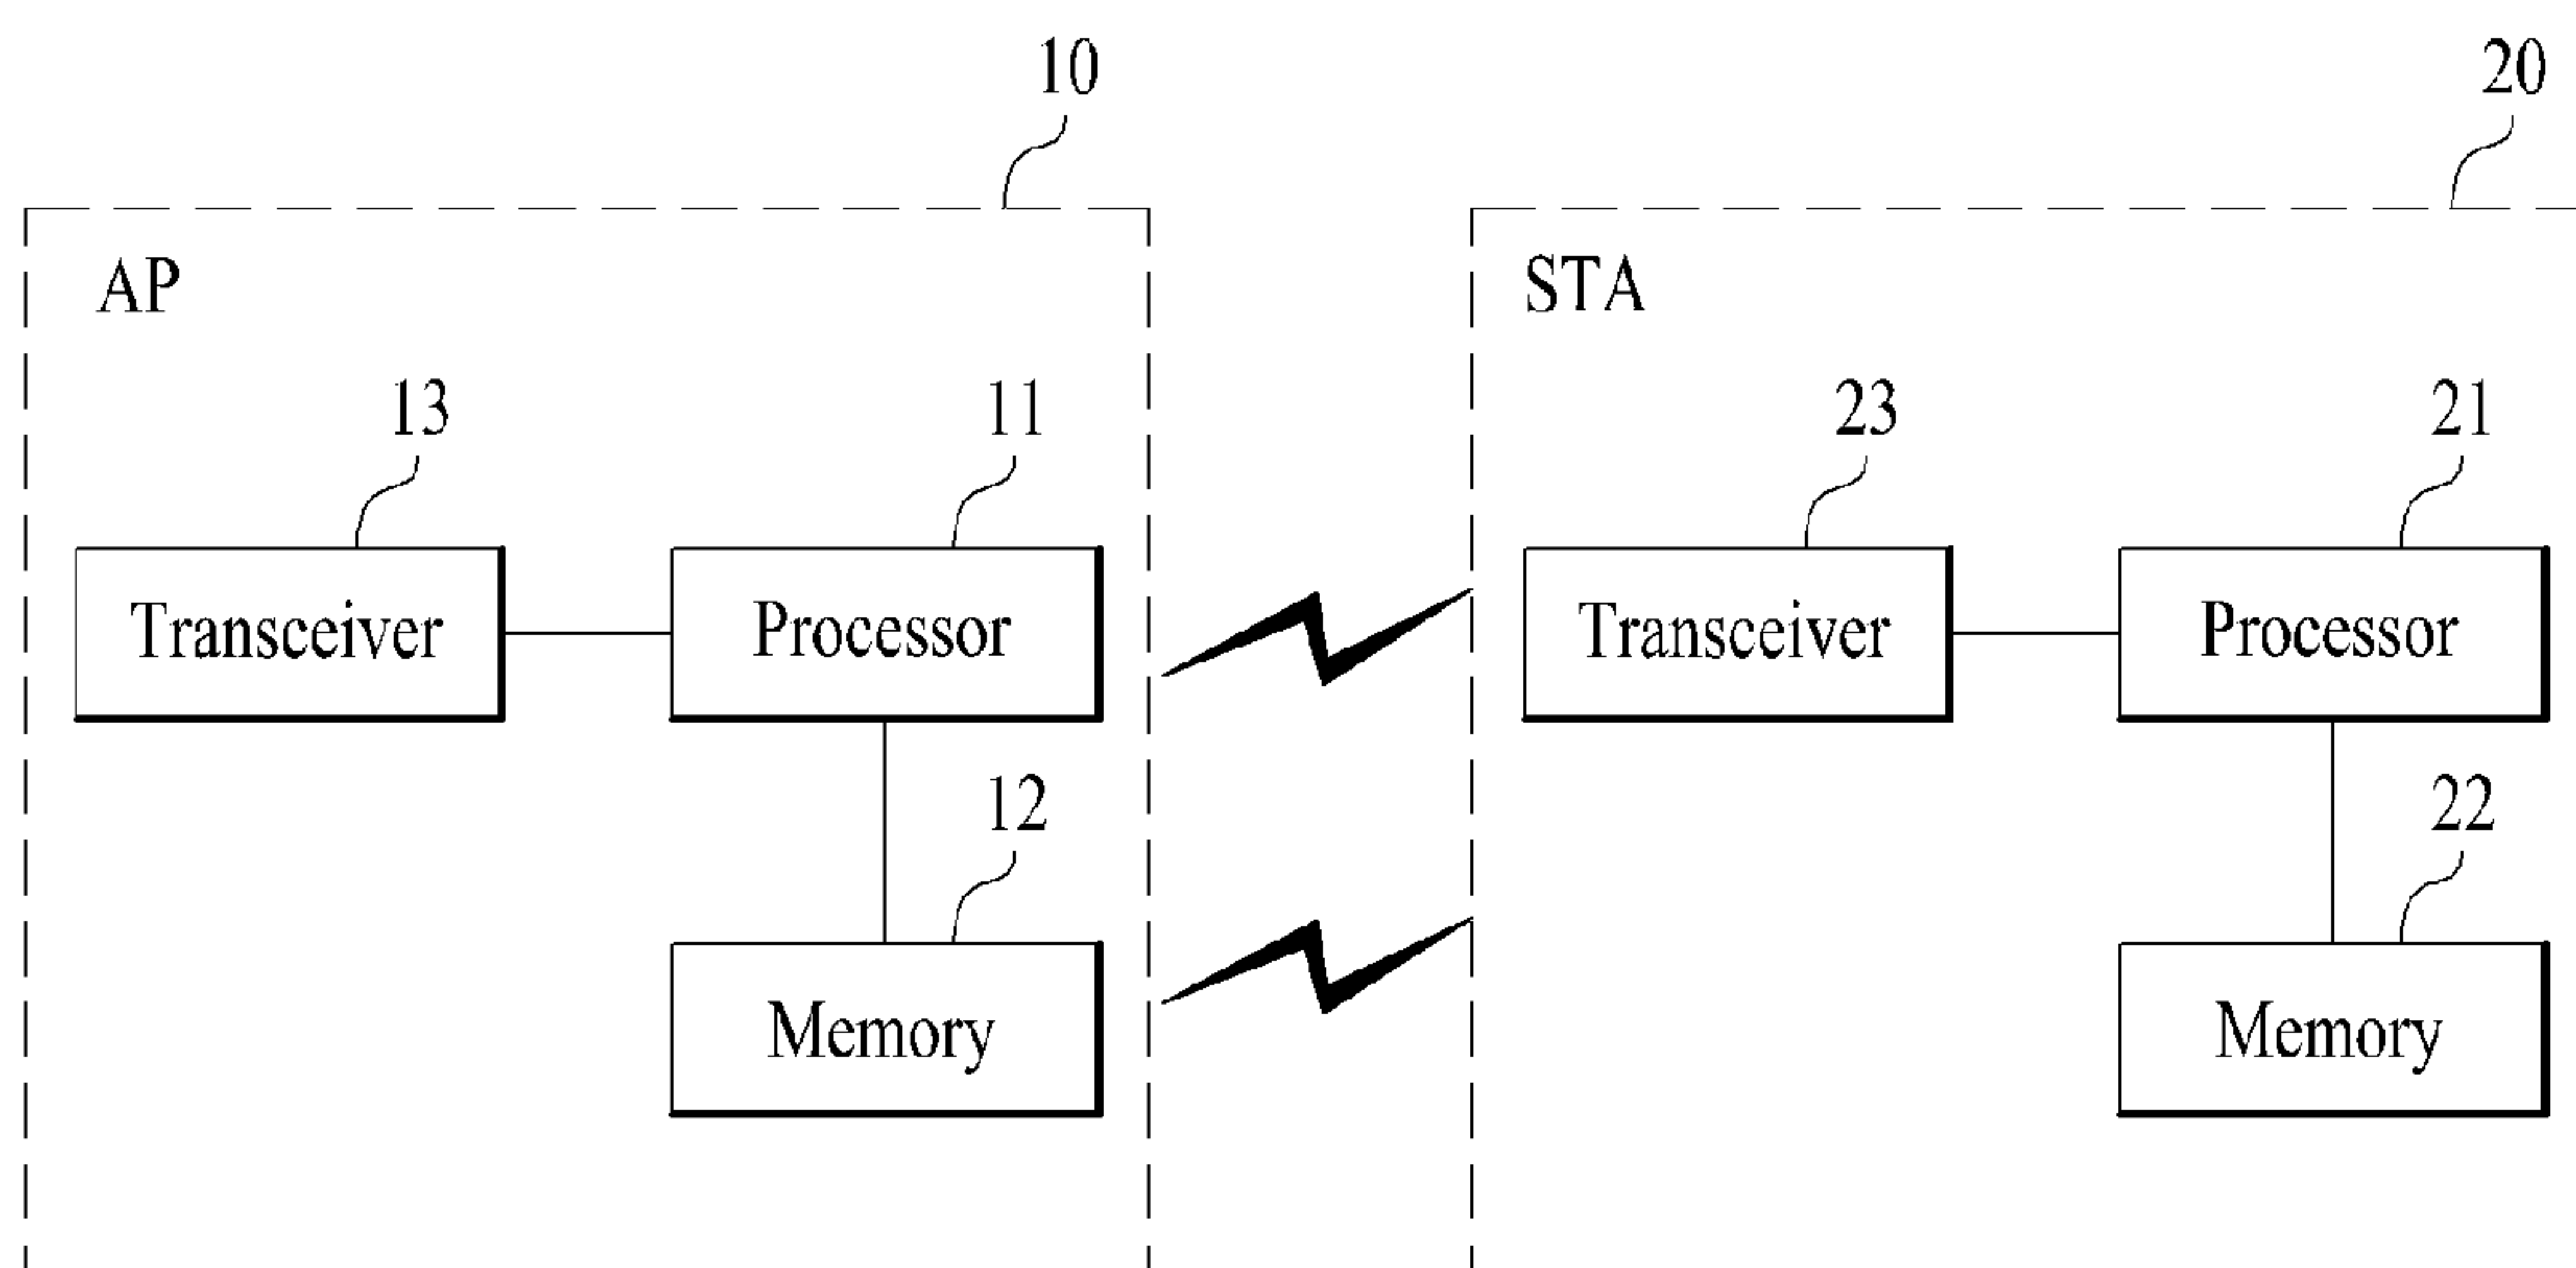 10
20
AP
STA
13
11
23
21
Transceiver
Processor
Transceiver
Processor
12
22
Memory
Memory